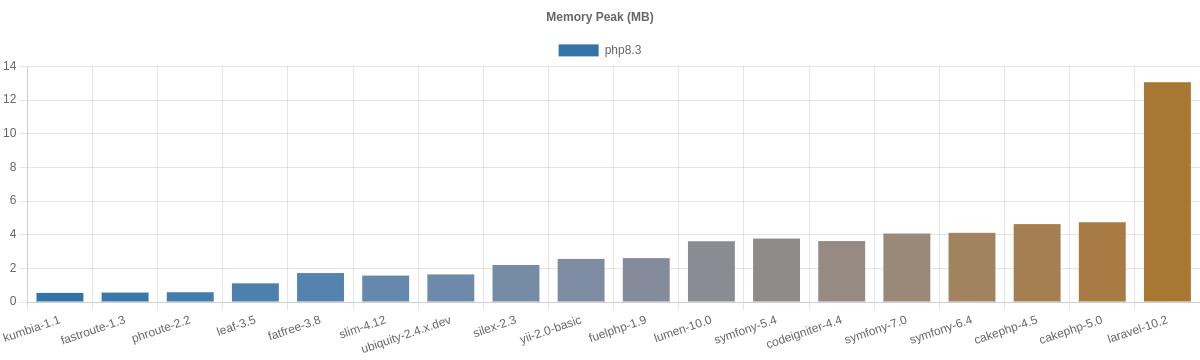 Memory Peak (MB)
php8.3
14
12
10
8
6
4
2
0
kumbia-1.1
fastroute-1.3
phroute-2.2
leaf-3.5
fatfree-3.8
slim-4.12
ubiquity-2.4.x.dev
silex-2.3
yii-2.0-basic
fuelphp-1.9
lumen-10.0
symfony-5.4
codeigniter-4.4
symfony-7.0
symfony-6.4
cakephp-4.5
cakephp-5.0
laravel-10.2